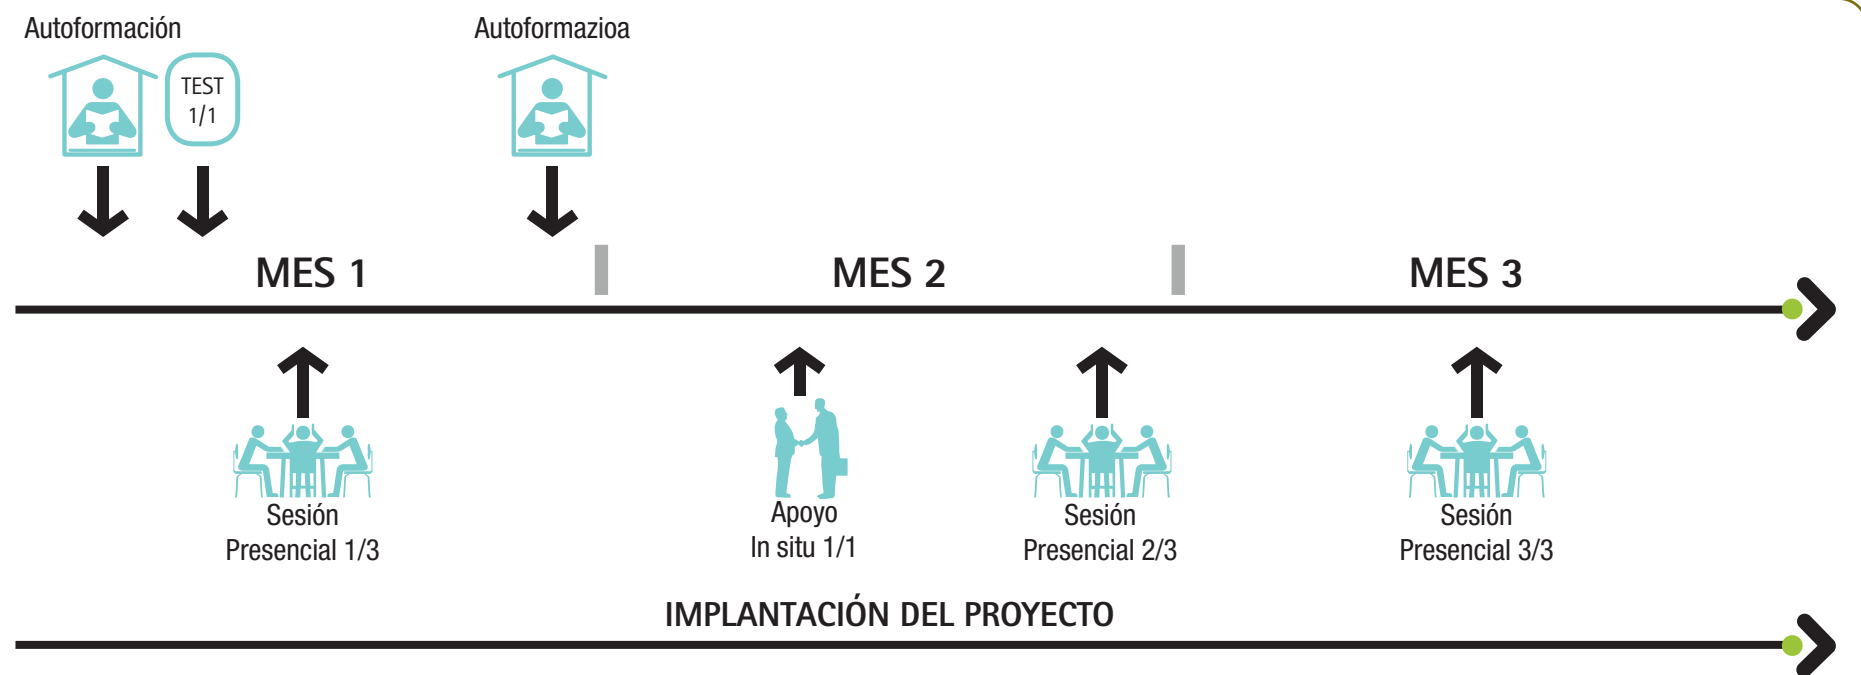 Autoformación
Autoformazioa
TEST
1/1
MES 1
MES 2
MES 3
Sesión
Presencial 1/3
Apoyo
In situ 1/1
Sesión
Presencial 2/3
Sesión
Presencial 3/3
IMPLANTACIÓN DEL PROYECTO